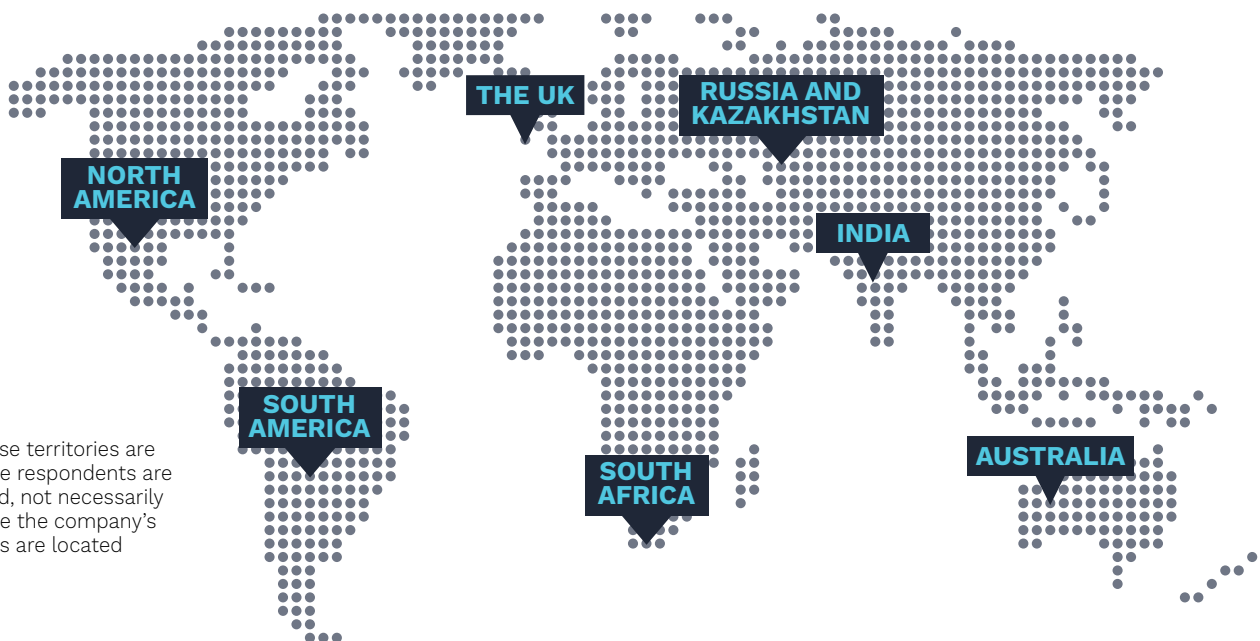 THE UK
RUSSIA AND
KAZAKHSTAN
NORTH
AMERICA
INDIA
SOUTH
AMERICA
territories are
respondents are
not necessarily
the company's
are located
SOUTH
AFRICA
AUSTRALIA